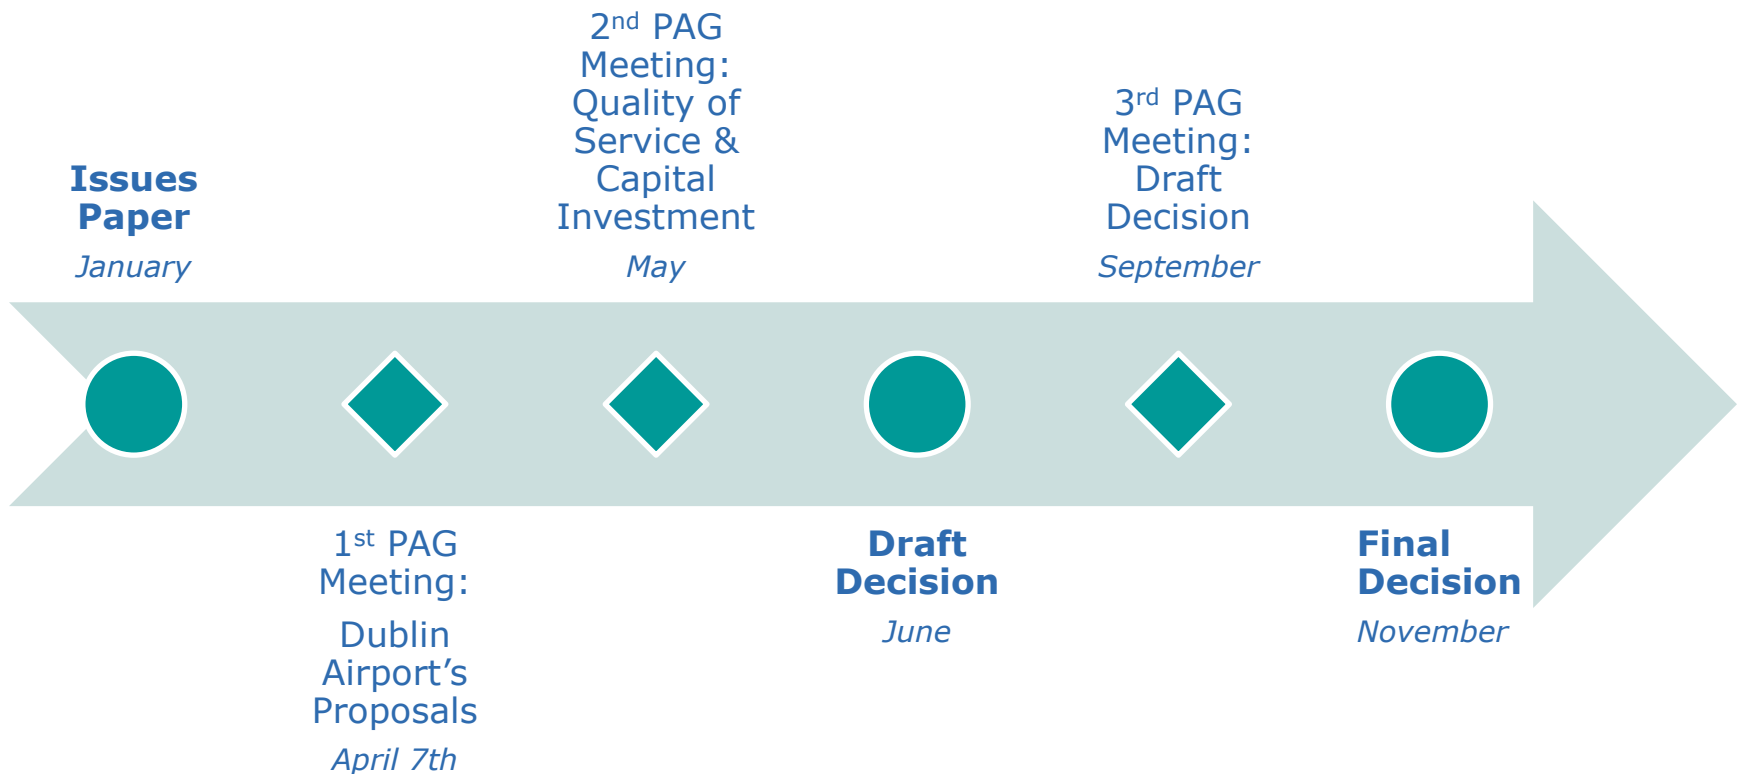 Issues
Paper
January
1st PAG
Meeting:
Dublin
Airport’s
Proposals
April 7th
2nd PAG
Meeting:
Quality of
Service &
Capital
Investment
May
Draft
Decision
June
3rd PAG
Meeting:
Draft
Decision
September
Final
Decision
November